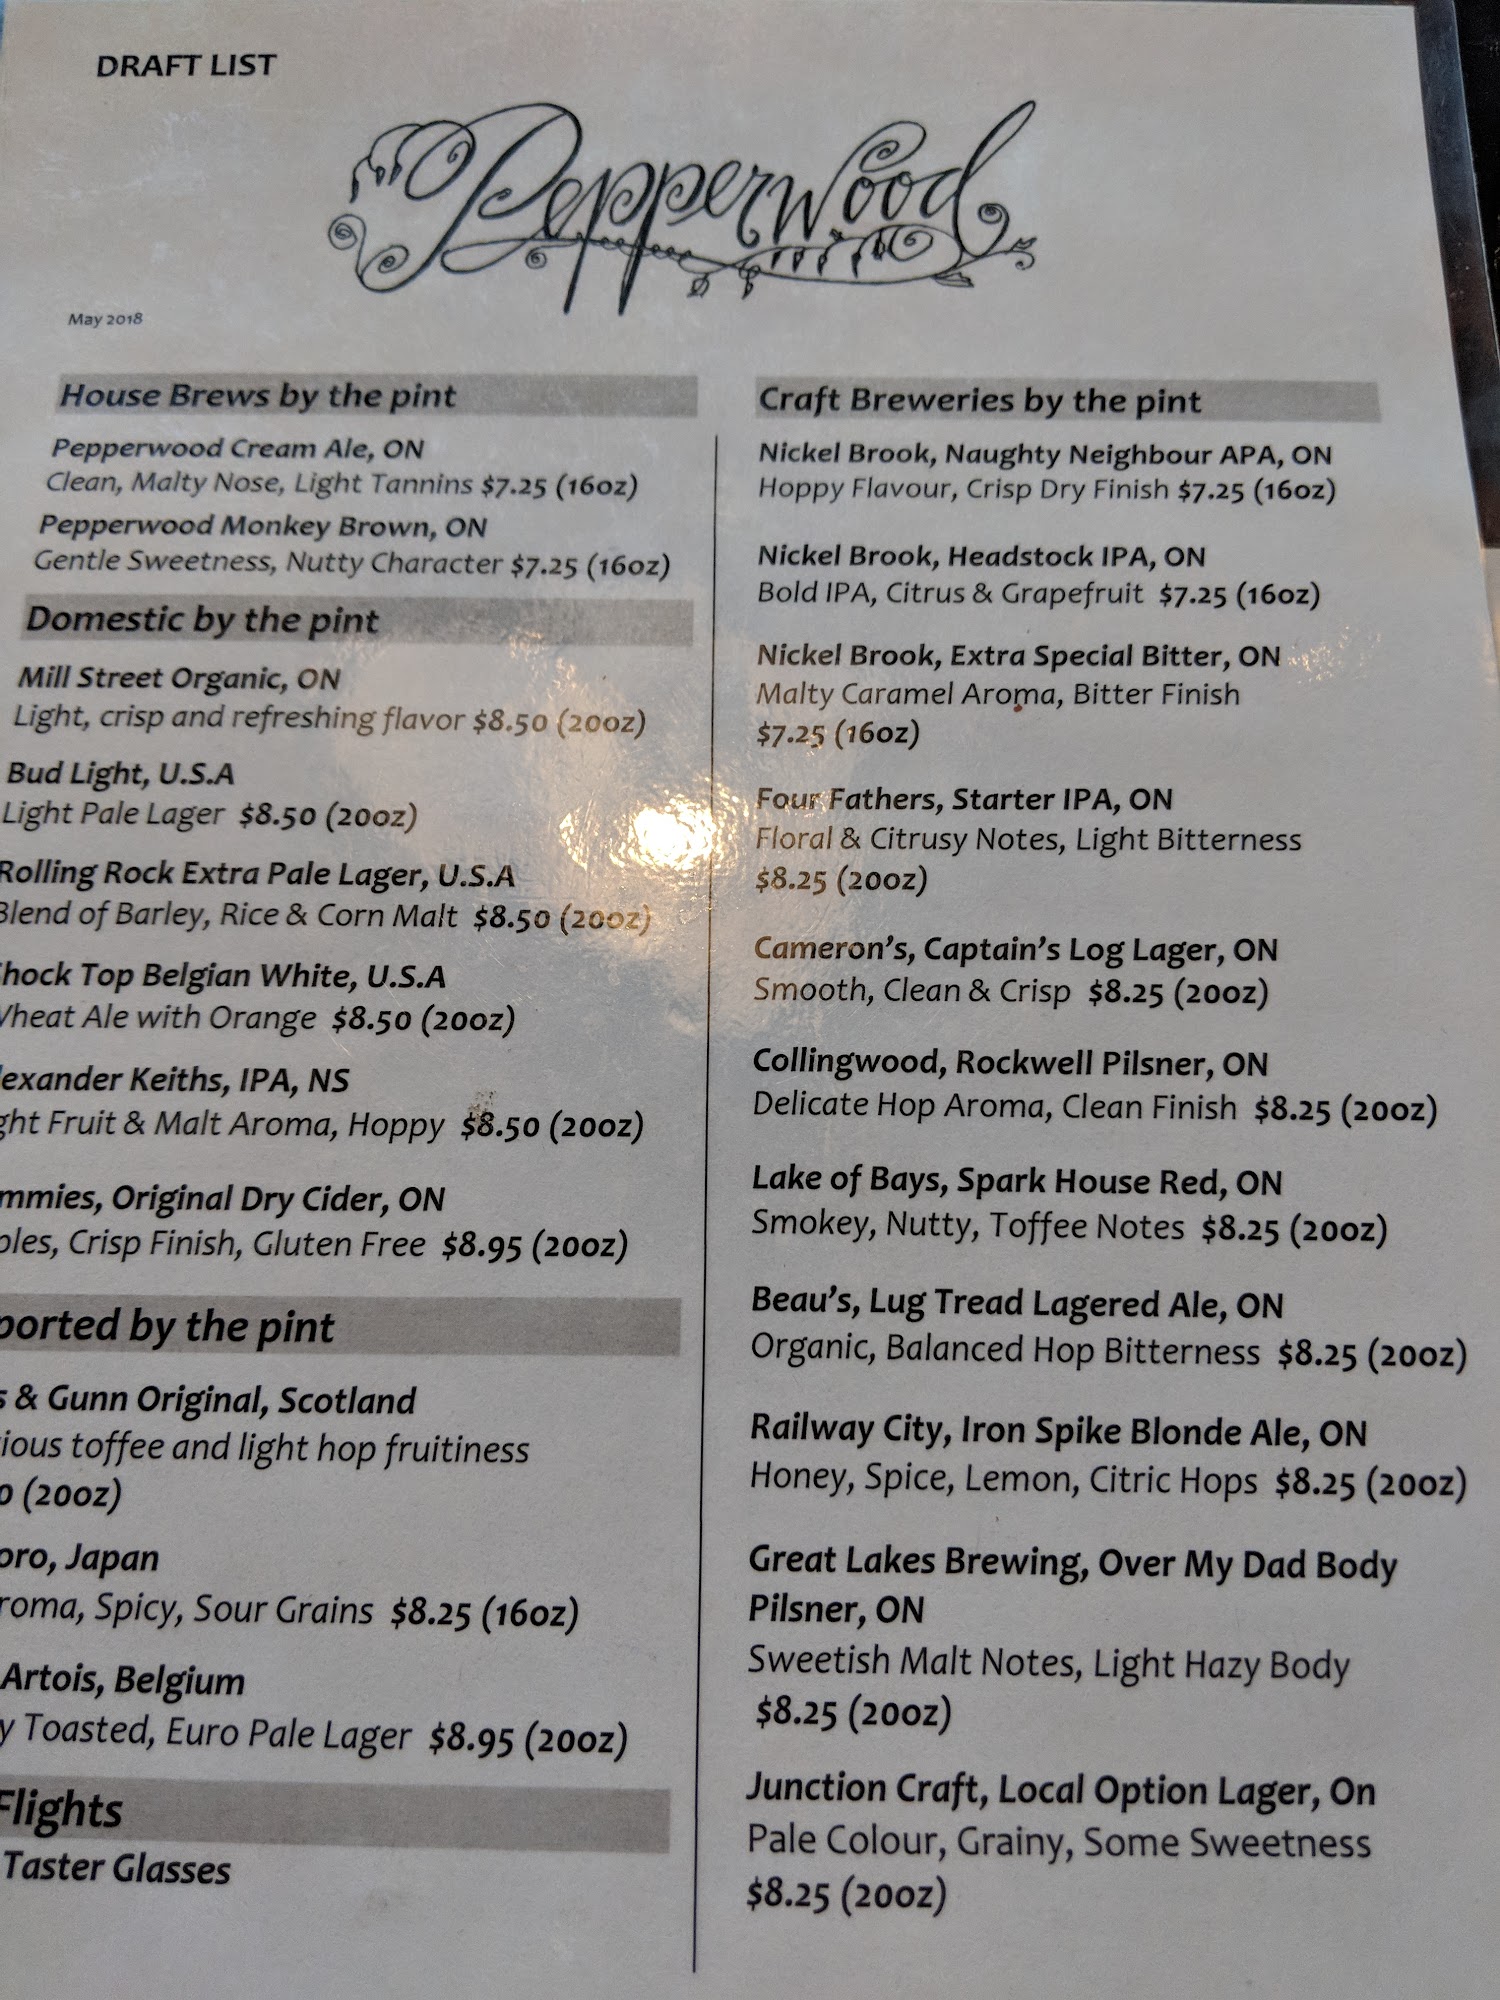 DRAFT LIST
Pepperwood
May 2018
House Brews by the pint
Pepperwood Cream Ale, ON
Clean, Malty Nose, Light Tannins $7.25 (16oz)
Pepperwood Monkey Brown, ON
Gentle Sweetness, Nutty Character $7.25 (16oz)
Domestic by the pint
Mill Street Organic, ON
Light, crisp and refreshing flavor $8.50 (20oz)
Bud Light, U.S.A
Light Pale Lager $8.50 (20oz)
Rolling Rock Extra Pale Lager, U.S.A
Blend of Barley, Rice & Corn Malt $8.50 (20oz)
Top Belgian White, U.S.A
Wheat Ale with Orange $8.50 (20oz)
Keiths, IPA, NS
Fruit & Malt Aroma, Hoppy $8.50 (20oz)
Original Dry Cider, ON
Crisp Finish, Gluten Free $8.95 (20oz)
by the pint
& Gunn Original, Scotland
toffee and light hop fruitiness
(20oz)
Japan
Spicy, Sour Grains $8.25 (16oz)
Artois, Belgium
Toasted, Euro Pale Lager $8.95 (20oz)
Flights
Taster Glasses
Craft Breweries by the pint
Nickel Brook, Naughty Neighbour APA, ON
Hoppy Flavour, Crisp Dry Finish $7.25 (16oz)
Nickel Brook, Headstock IPA, ON
Bold IPA, Citrus & Grapefruit $7.25 (16oz)
Nickel Brook, Extra Special Bitter, ON
Malty Caramel Aroma, Bitter Finish
$7.25 (16oz)
Four Fathers, Starter IPA, ON
Floral & Citrusy Notes, Light Bitterness
$8.25 (20oz)
Cameron's, Captain's Log Lager, ON
Smooth, Clean & Crisp $8.25 (20oz)
Collingwood, Rockwell Pilsner, ON
Delicate Hop Aroma, Clean Finish $8.25 (20oz)
Lake of Bays, Spark House Red, ON
Smokey, Nutty, Toffee Notes $8.25 (20oz)
Beau's, Lug Tread Lagered Ale, ON
Organic, Balanced Hop Bitterness $8.25 (20oz)
Railway City, Iron Spike Blonde Ale, ON
Honey, Spice, Lemon, Citric Hops $8.25 (20oz)
Great Lakes Brewing, Over My Dad Body
Pilsner, ON
Sweetish Malt Notes, Light Hazy Body
$8.25 (20oz)
Junction Craft, Local Option Lager, On
Pale Colour, Grainy, Some Sweetness
$8.25 (20oz)